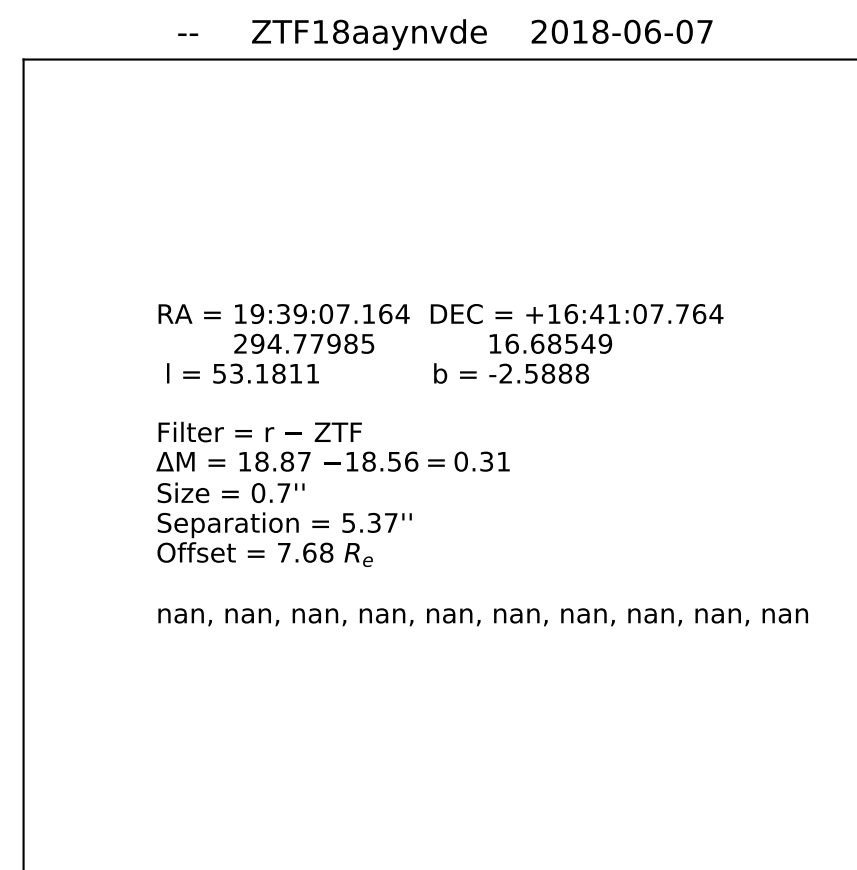 -- ZTF18aaynvde 2018-06-07
RA = 19:39:07.164 DEC = +16:41:07.764
294.77985 16.68549
l = 53.1811 b = -2.5888
Filter = r − ZTF
ΔM = 18.87 −18.56 = 0.31
Size = 0.7''
Separation = 5.37''
Offset = 7.68 Rₑ
nan, nan, nan, nan, nan, nan, nan, nan, nan, nan